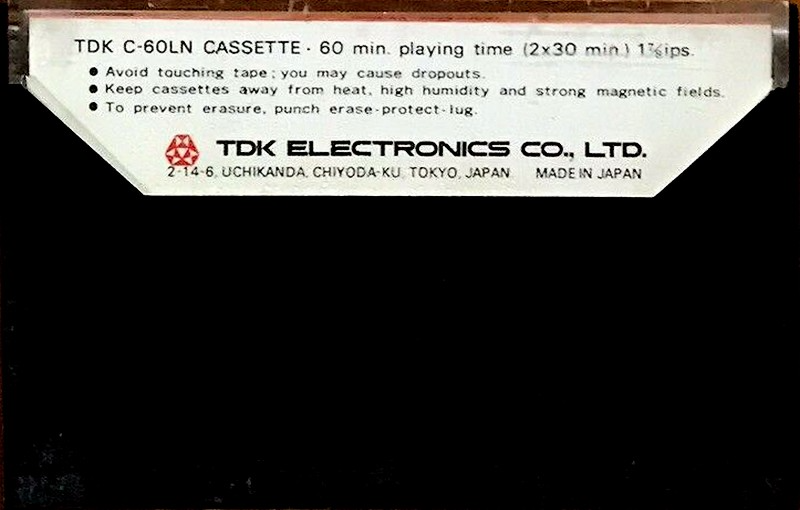 TDK C-60LN CASSETTE · 60 min. playing time (2x30 min.) 1⅞ips.
● Avoid touching tape; you may cause dropouts.
● Keep cassettes away from heat, high humidity and strong magnetic fields.
● To prevent erasure, punch erase-protect-lug.
TDK ELECTRONICS CO., LTD.
2-14-6, UCHIKANDA, CHIYODA-KU, TOKYO, JAPAN MADE IN JAPAN